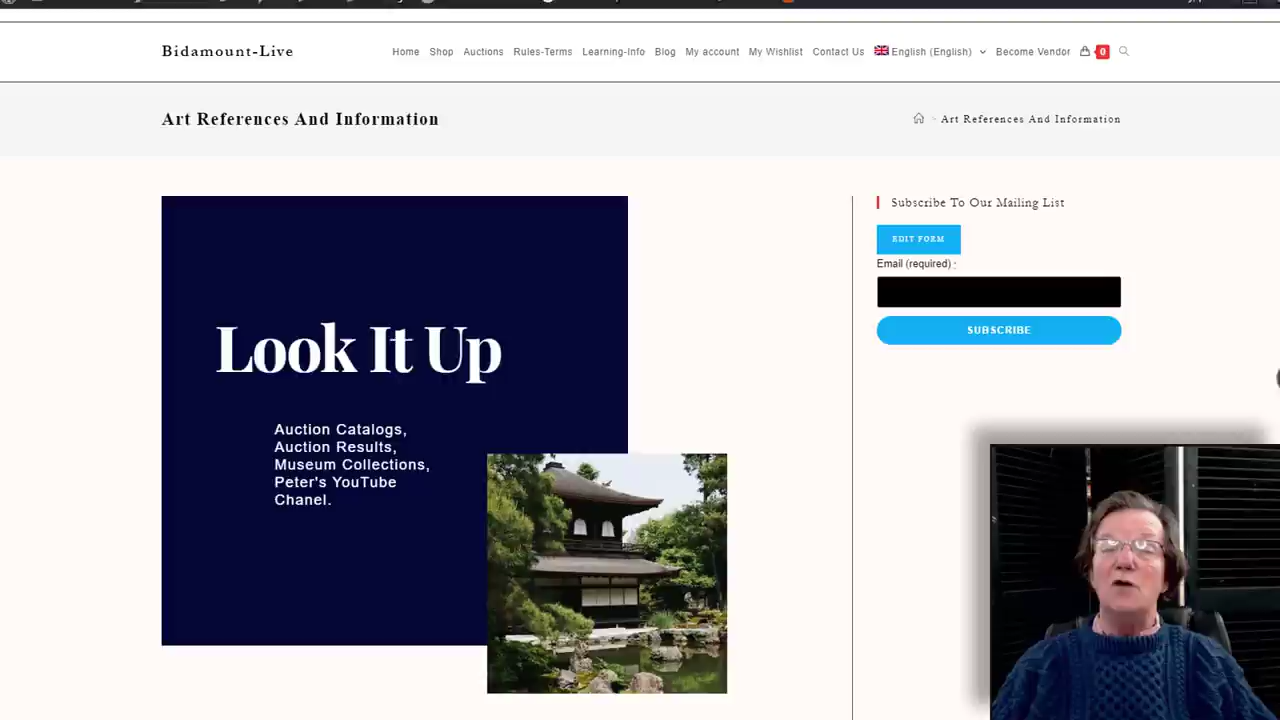 Bidamount-Live
Home Shop Auctions Rules-Terms Learning-Info Blog My account My Wishlist Contact Us English (English) Become Vendor 0
Art References And Information
> Art References And Information
Look It Up
Auction Catalogs,
Auction Results,
Museum Collections,
Peter's YouTube
Chanel.
Subscribe To Our Mailing List
EDIT FORM
Email (required) :
SUBSCRIBE